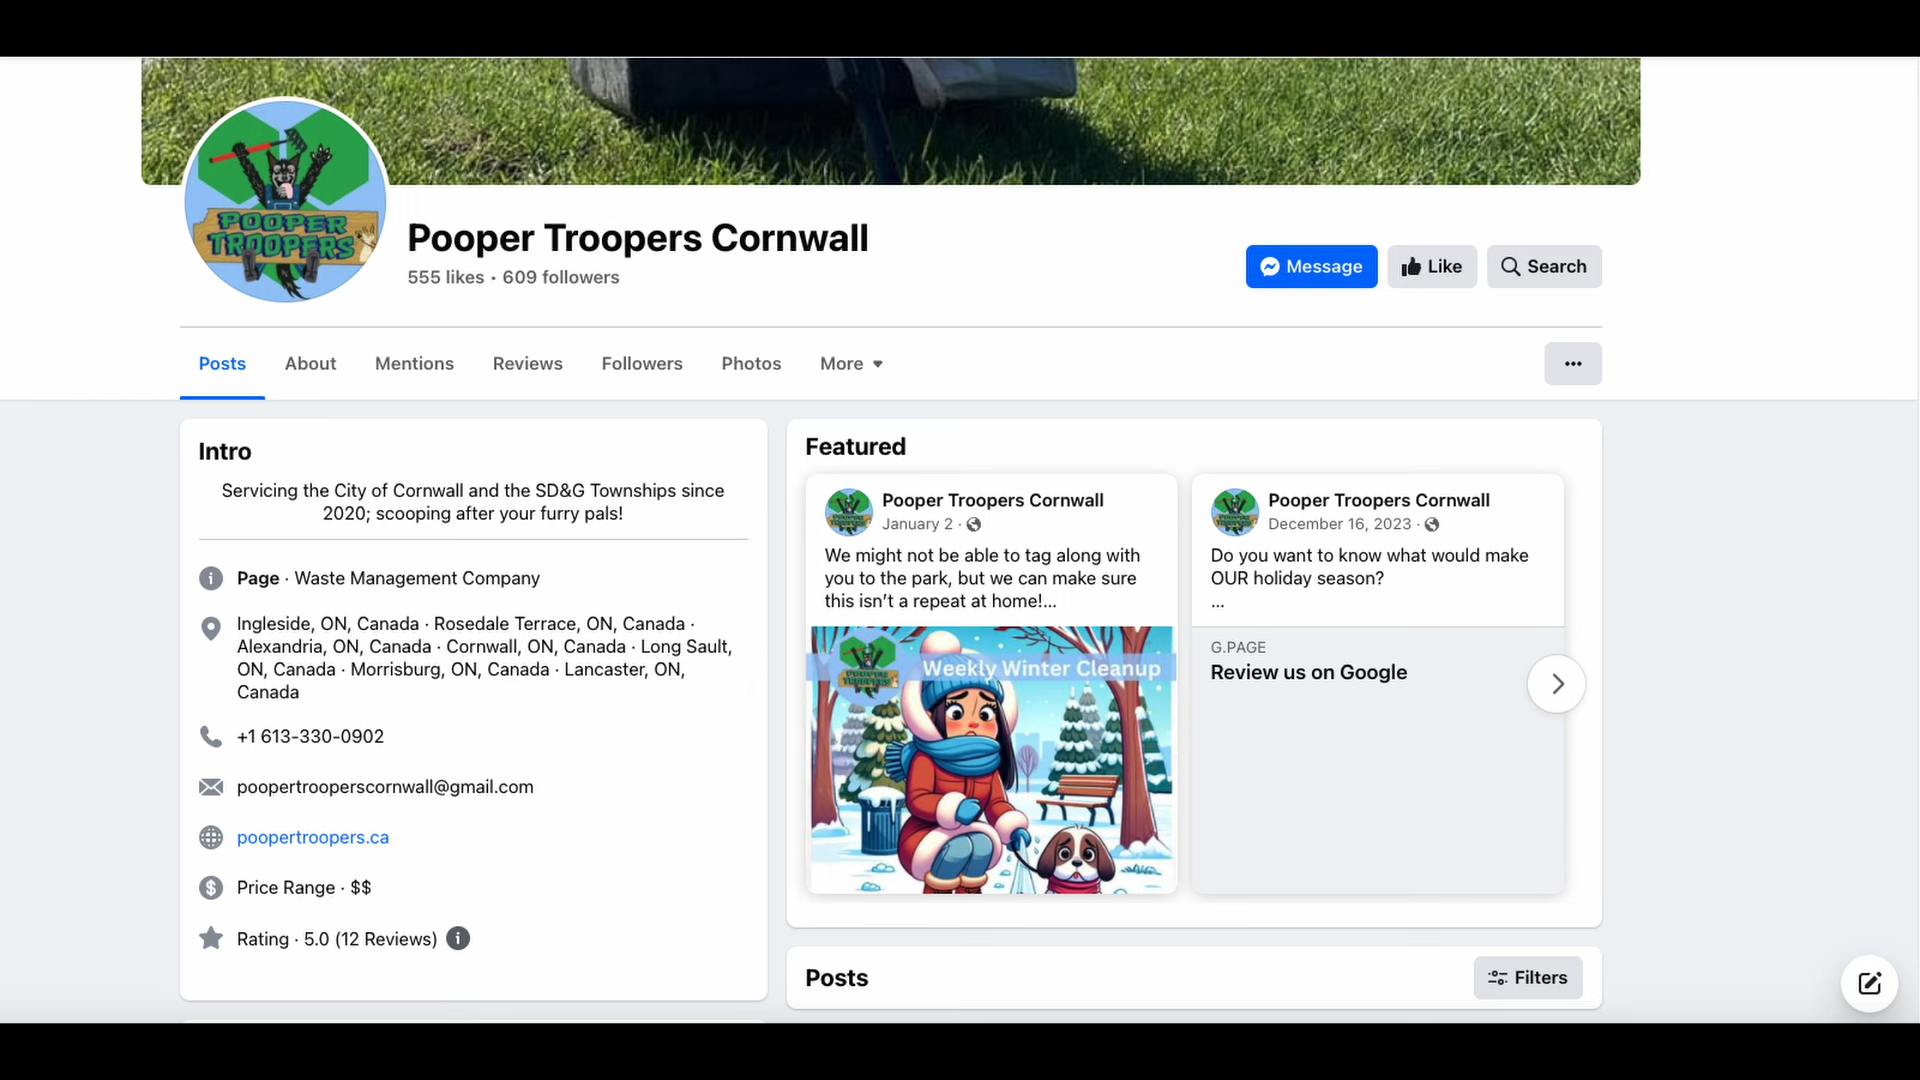 POOPER
TROOPERS
Pooper Troopers Cornwall
555 likes • 609 followers
Message
Like
Search
Posts
About
Mentions
Reviews
Followers
Photos
More
Intro
Servicing the City of Cornwall and the SD&G Townships since
2020; scooping after your furry pals!
Page · Waste Management Company
Ingleside, ON, Canada · Rosedale Terrace, ON, Canada ·
Alexandria, ON, Canada · Cornwall, ON, Canada · Long Sault,
ON, Canada · Morrisburg, ON, Canada · Lancaster, ON,
Canada
+1 613-330-0902
poopertrooperscornwall@gmail.com
poopertroopers.ca
Price Range · $$
Rating · 5.0 (12 Reviews)
Featured
Pooper Troopers Cornwall
January 2 ·
We might not be able to tag along with
you to the park, but we can make sure
this isn’t a repeat at home!...
POOPER
TROOPERS
Weekly Winter Cleanup
Pooper Troopers Cornwall
December 16, 2023 ·
Do you want to know what would make
OUR holiday season?
...
G.PAGE
Review us on Google
Posts
Filters